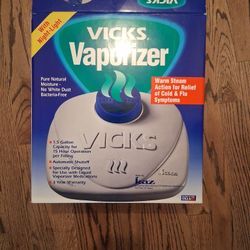 VICKS
With
Night-Light
VICKS®
Vaporizer
Pure Natural
Moisture -
No White Dust
Bacteria-Free
Warm Steam
Action for Relief
of Cold & Flu
Symptoms
VICKS
• 1.5 Gallon
Capacity for
15 Hour Operation
per Filling
• Automatic Shutoff
• Specially Designed
for Use with Liquid
Vaporizer Medications
Year Warranty
Kaz